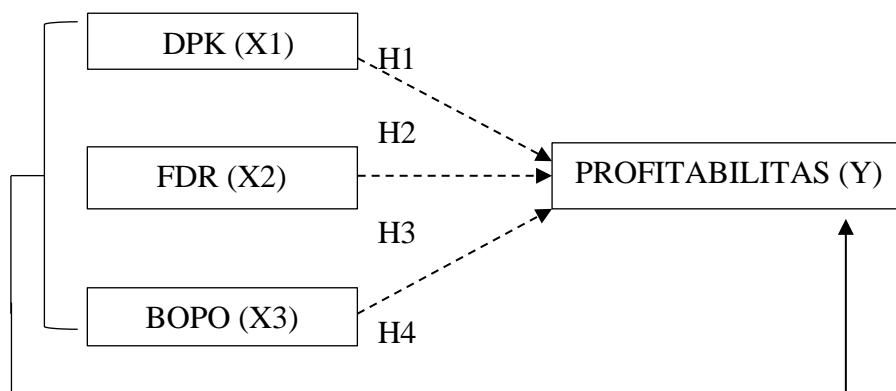 DPK (X1)
H1
H2
FDR (X2)
PROFITABILITAS (Y)
H3
BOPO (X3)
H4